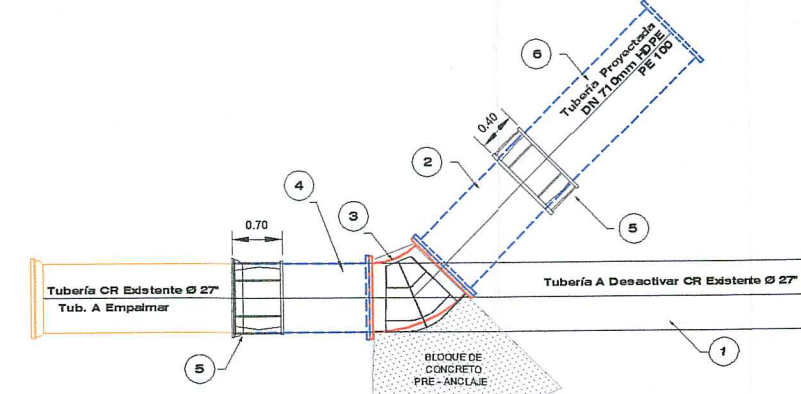 6
Tubería Proyectada
DN 710mm HDPE
PE 100
0.40
2
4
3
5
0.70
Tubería CR Existente Ø 27"
Tub. A Empalmar
Tubería A Desactivar CR Existente Ø 27"
5
1
BLOQUE DE
CONCRETO
PRE - ANCLAJE